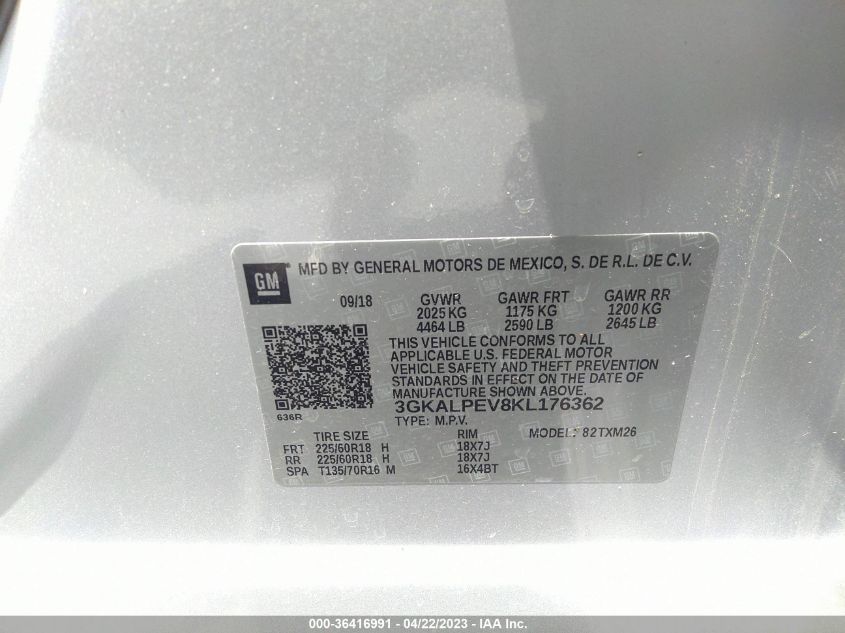 GM ® MFD BY GENERAL MOTORS DE MEXICO, S. DE R.L. DE C.V.
09/18 GVWR GAWR FRT GAWR RR
2025 KG 1175 KG 1200 KG
4464 LB 2590 LB 2645 LB
THIS VEHICLE CONFORMS TO ALL
APPLICABLE U.S. FEDERAL MOTOR
VEHICLE SAFETY AND THEFT PREVENTION
STANDARDS IN EFFECT ON THE DATE OF
MANUFACTURE SHOWN ABOVE.
3GKALPEV8KL176362
636R
TYPE: M.P.V. MODEL: 82TXM26
TIRE SIZE RIM
FRT 225/60R18 H 18X7J
RR 225/60R18 H 18X7J
SPA T135/70R16 M 16X4BT
000-36416991 - 04/22/2023 - IAA Inc.